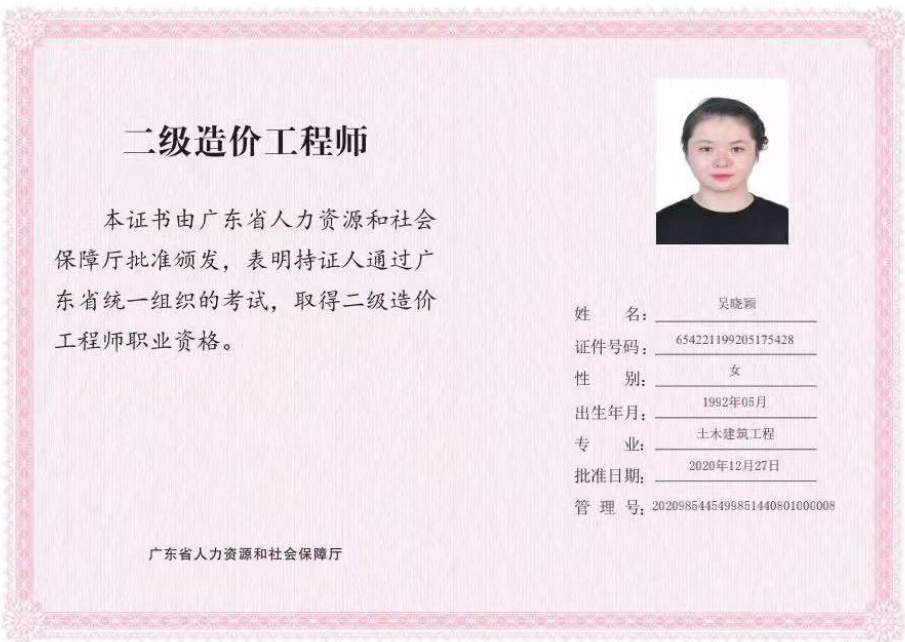 二级造价工程师
本证书由广东省人力资源和社会
保障厅批准颁发，表明持证人通过广
东省统一组织的考试，取得二级造价
工程师职业资格。
广东省人力资源和社会保障厅
姓 名：吴晓颖
证件号码：654221199205175428
性 别：女
出生年月：1992年05月
专 业：土木建筑工程
批准日期：2020年12月27日
管 理 号：2020985445499851440801000008